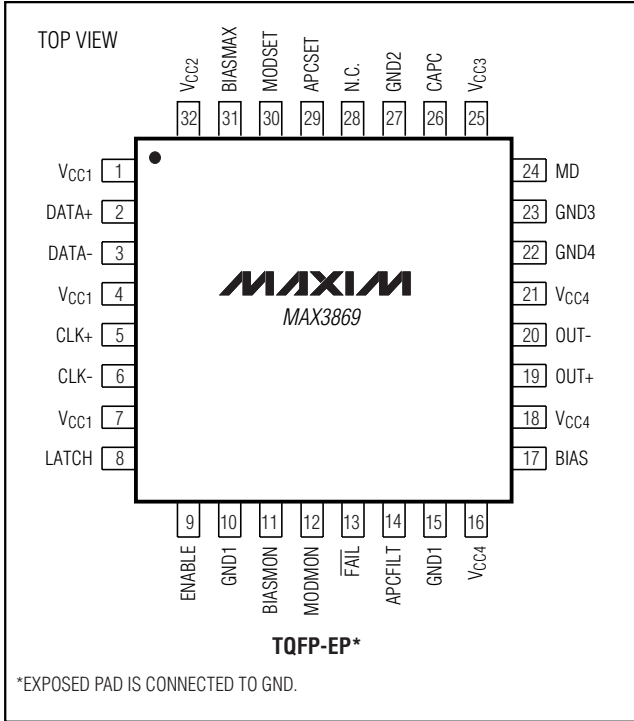 TOP VIEW
VCC2
BIASMAX
MODSET
APCSET
N.C.
GND2
CAPC
VCC3
32 31 30 29 28 27 26 25
VCC1 1
DATA+ 2
DATA- 3
VCC1 4
CLK+ 5
CLK- 6
VCC1 7
LATCH 8
MAXIM
MAX3869
24 MD
23 GND3
22 GND4
21 VCC4
20 OUT-
19 OUT+
18 VCC4
17 BIAS
9 10 11 12 13 14 15 16
ENABLE
GND1
BIASMON
MODMON
FAIL
APCFILT
GND1
VCC4
TQFP-EP*
*EXPOSED PAD IS CONNECTED TO GND.